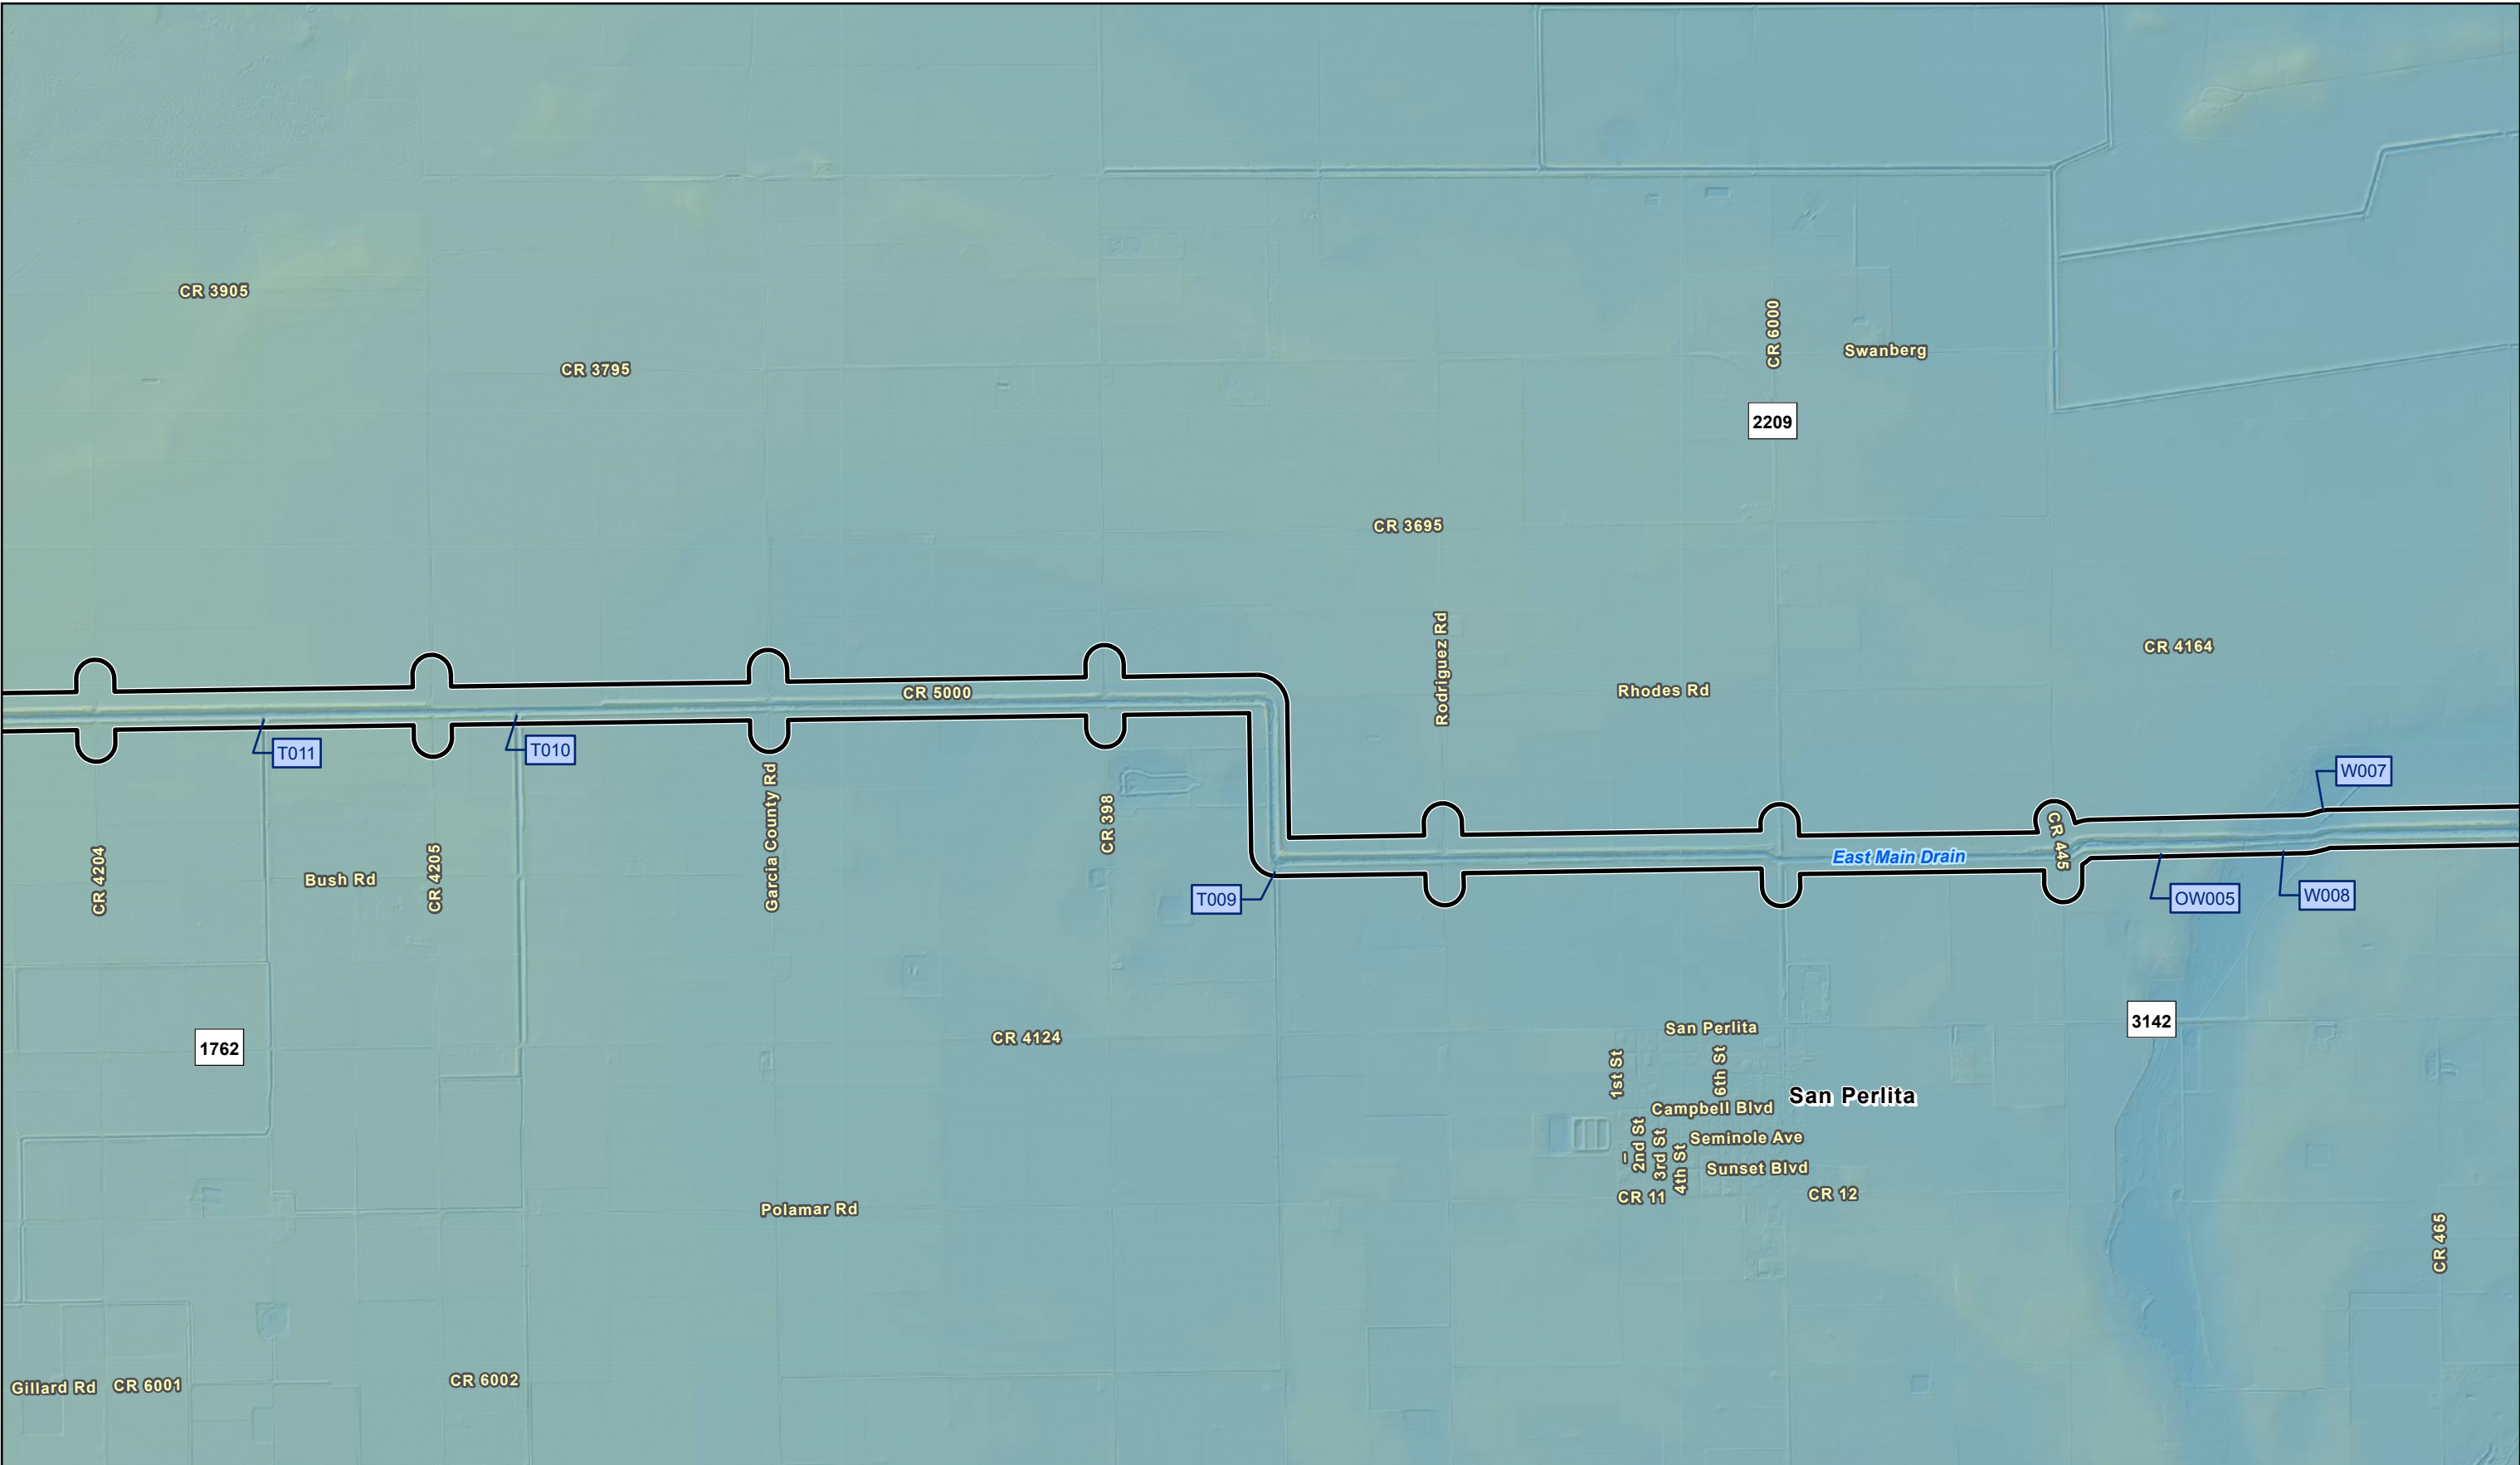 CR 3905
CR 6000
Swanberg
CR 3795
2209
CR 3695
Rodriguez Rd
CR 4164
CR 5000
Rhodes Rd
T011
T010
W007
Garcia County Rd
CR 398
CR 445
East Main Drain
CR 4204
Bush Rd
CR 4205
T009
OW005
W008
1762
CR 4124
San Perlita
3142
1st St
6th St
San Perlita
Campbell Blvd
2nd St
3rd St
4th St
Seminole Ave
Sunset Blvd
I
CR 11
CR 12
Polamar Rd
CR 465
Gillard Rd
CR 6001
CR 6002